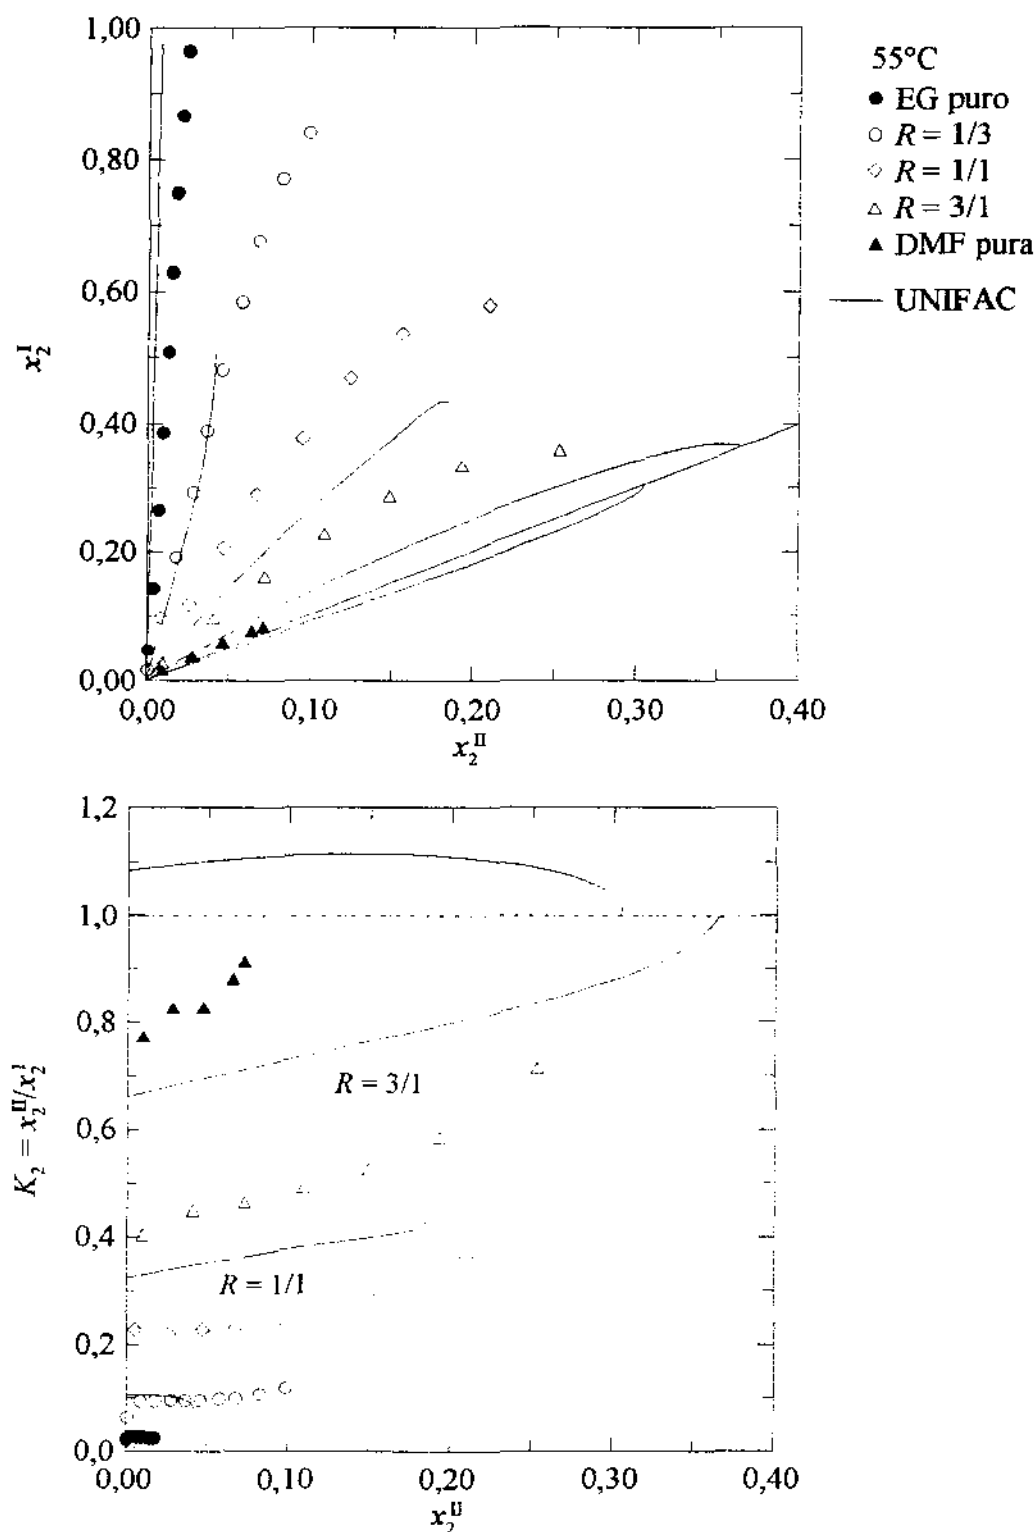 1,00
0,80
0,60
0,40
0,20
0,00
x₂ᴵ
0,00 0,10 0,20 0,30 0,40
x₂ᴵᴵ
55°C
EG puro
R = 1/3
R = 1/1
R = 3/1
DMF pura
UNIFAC
1,2
1,0
0,8
0,6
0,4
0,2
0,0
K₂ = x₂ᴵᴵ/x₂ᴵ
R = 3/1
R = 1/1
0,00 0,10 0,20 0,30 0,40
x₂ᴵᴵ